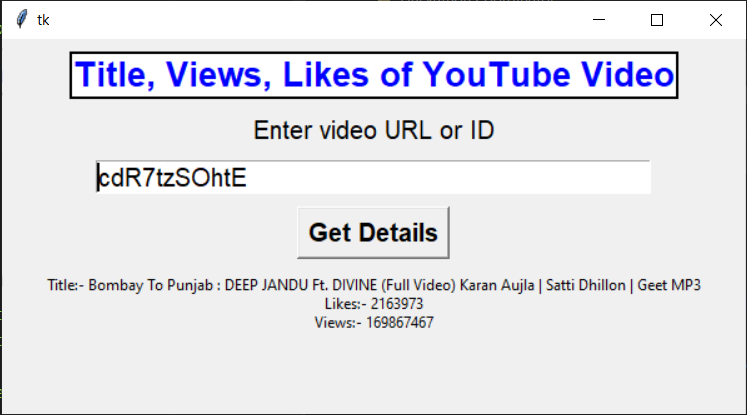 tk
Title, Views, Likes of YouTube Video
Enter video URL or ID
cdR7tzSOhtE
Get Details
Title:- Bombay To Punjab : DEEP JANDU Ft. DIVINE (Full Video) Karan Aujla | Satti Dhillon | Geet MP3
Likes:- 2163973
Views:- 169867467